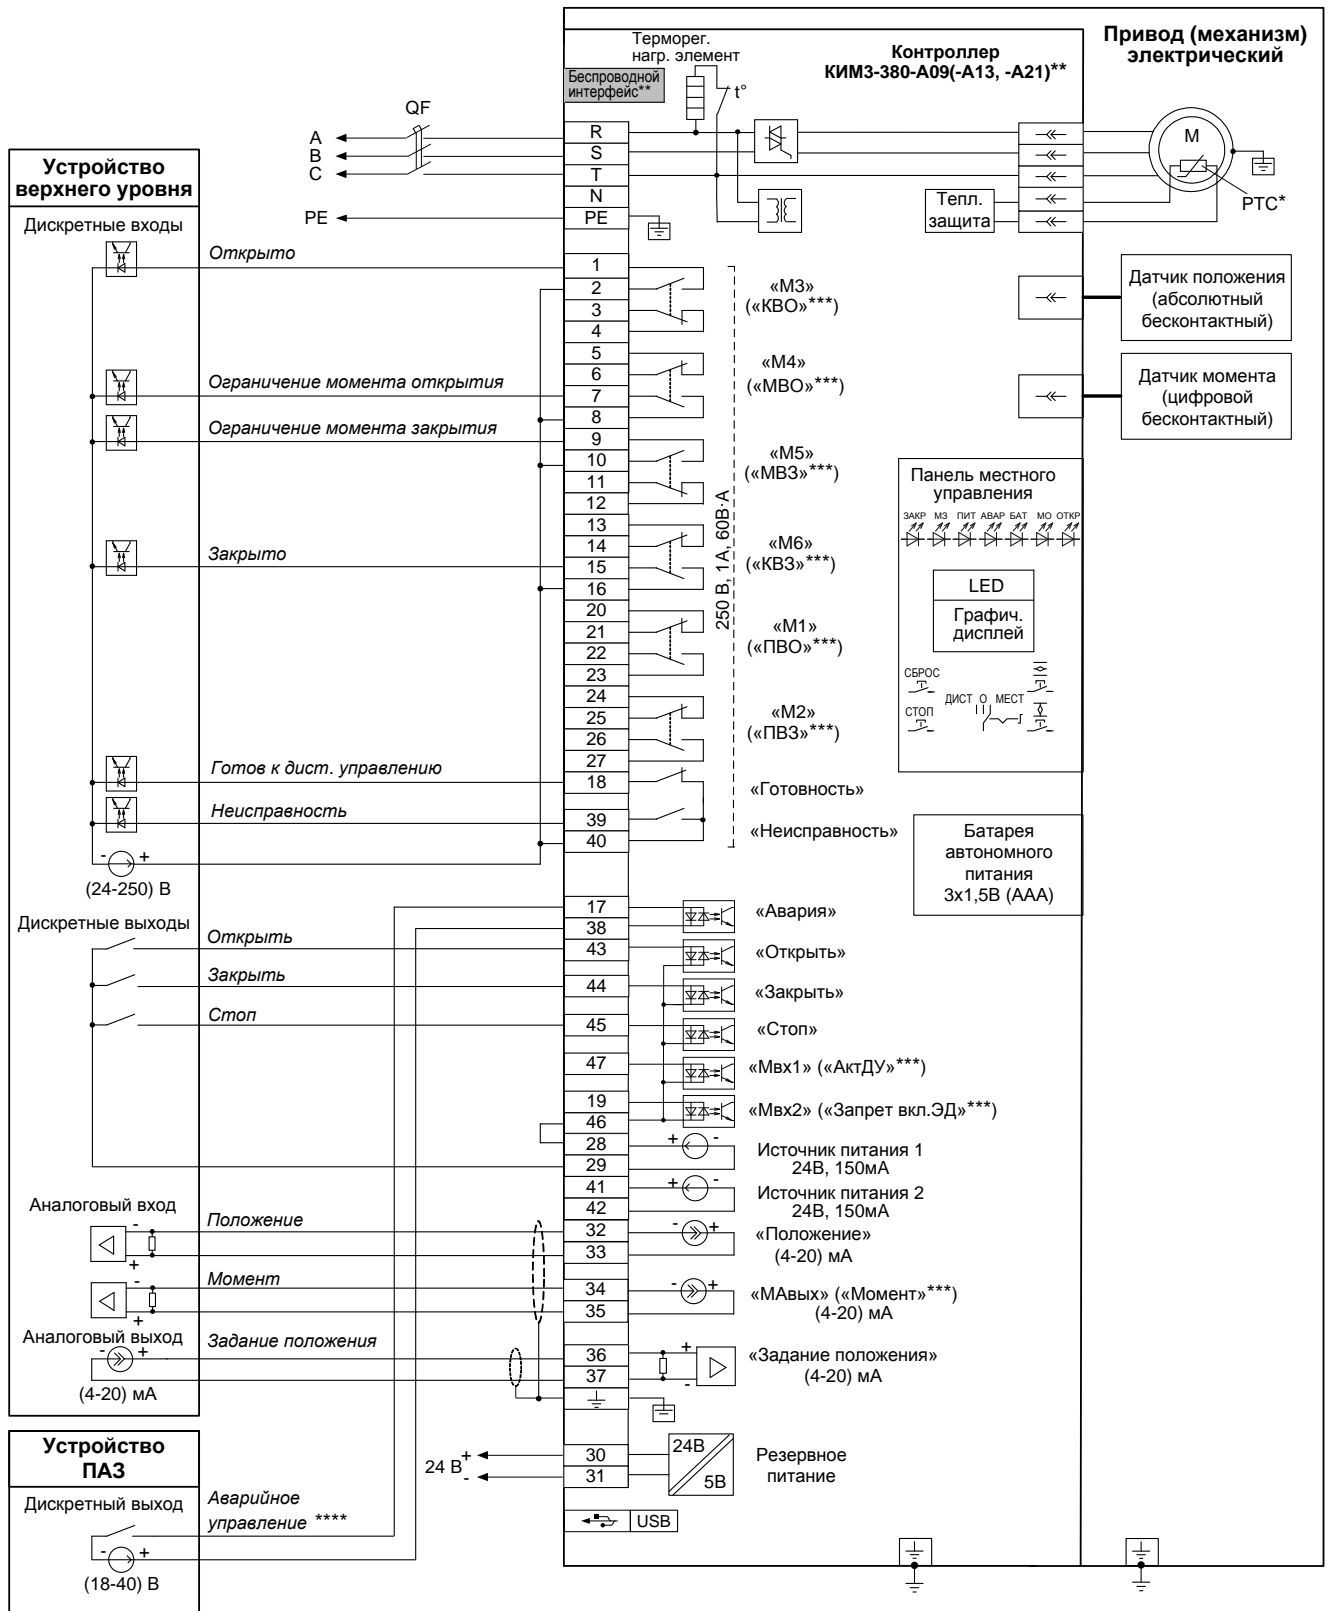 Привод (механизм)
электрический
Контроллер
КИМ3-380-А09(-А13, -А21)**
Терморег.
нагр. элемент
Беспроводной
интерфейс**
t°
QF
A
B
C
PE
R
S
T
N
PE
M
PTC*
Тепл.
защита
Устройство
верхнего уровня
Дискретные входы
Открыто
Ограничение момента открытия
Ограничение момента закрытия
Закрыто
Готов к дист. управлению
Неисправность
- +
(24-250) В
1
2
3
4
5
6
7
8
9
10
11
12
13
14
15
16
20
21
22
23
24
25
26
27
18
39
40
«М3»
(«КВО»***)
«М4»
(«МВО»***)
«М5»
(«МВЗ»***)
«М6»
(«КВЗ»***)
«М1»
(«ПВО»***)
«М2»
(«ПВЗ»***)
«Готовность»
«Неисправность»
250 В, 1А, 60В·А
Датчик положения
(абсолютный
бесконтактный)
Датчик момента
(цифровой
бесконтактный)
Панель местного
управления
ЗАКР МЗ ПИТ АВАР БАТ МО ОТКР
LED
Графич.
дисплей
СБРОС
СТОП
ДИСТ О МЕСТ
Батарея
автономного
питания
3х1,5В (ААА)
Дискретные выходы
Открыть
Закрыть
Стоп
17
38
43
44
45
47
19
46
28
29
41
42
32
33
34
35
36
37
«Авария»
«Открыть»
«Закрыть»
«Стоп»
«Мвх1» («АктДУ»***)
«Мвх2» («Запрет вкл.ЭД»***)
+ -
Источник питания 1
24В, 150мА
+ -
Источник питания 2
24В, 150мА
- +
«Положение»
(4-20) мА
- +
«МАвых» («Момент»***)
(4-20) мА
+
-
«Задание положения»
(4-20) мА
Аналоговый вход
Положение
-
+
Момент
-
+
Аналоговый выход
Задание положения
- +
(4-20) мА
24 В
+
-
30
31
24В
5В
Резервное
питание
USB
Устройство
ПАЗ
Дискретный выход
Аварийное
управление ****
- +
(18-40) В